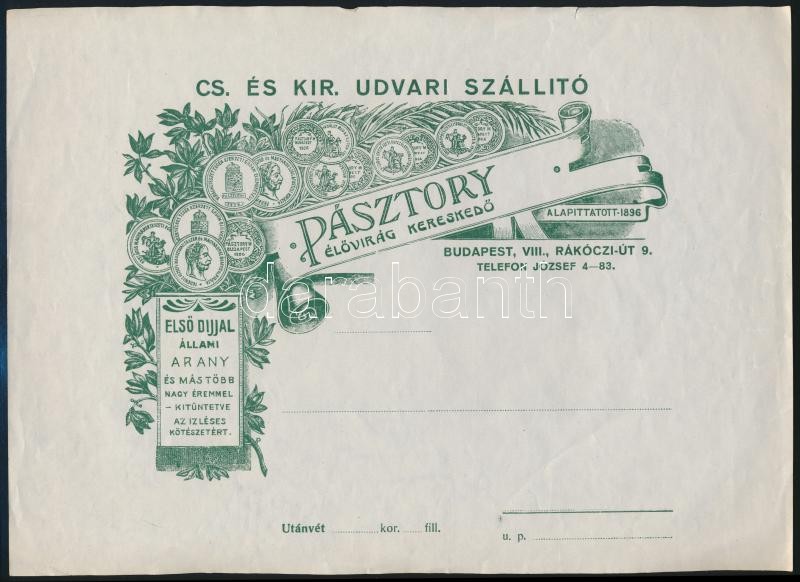 CS. ÉS KIR. UDVARI SZÁLLITÓ
PÁSZTORY
ÉLŐVIRÁG KERESKEDŐ
ALAPITTATOTT-1896
BUDAPEST, VIII., RÁKÓCZI-ÚT 9.
TELEFON JÓZSEF 4—83.
ELSŐ DIJJAL
ÁLLAMI
ARANY
ÉS MÁS TÖBB
NAGY ÉREMMEL
- KITÜNTETVE
AZ IZLÉSES
KÖTÉSZETÉRT.
darabanth
Utánvét kor. fill.
u. p.